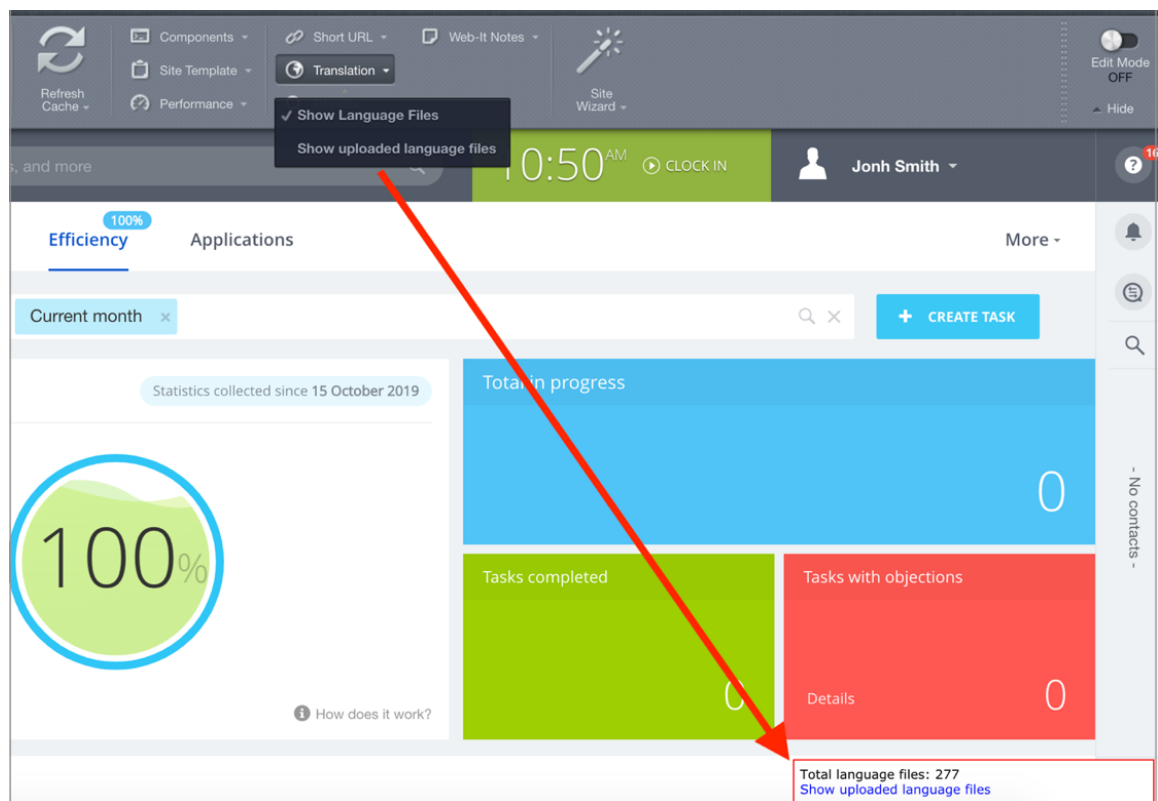 Components
Short URL
Web-It Notes
Site Template
Translation
Performance
Refresh
Cache
Site
Wizard
Edit Mode
OFF
Hide
✓ Show Language Files
Show uploaded language files
s, and more
10:50 AM
CLOCK IN
Jonh Smith
16
100%
Efficiency
Applications
More
Current month ×
+ CREATE TASK
Statistics collected since 15 October 2019
Total in progress
0
100%
Tasks completed
0
Tasks with objections
Details
0
How does it work?
- No contacts -
Total language files: 277
Show uploaded language files